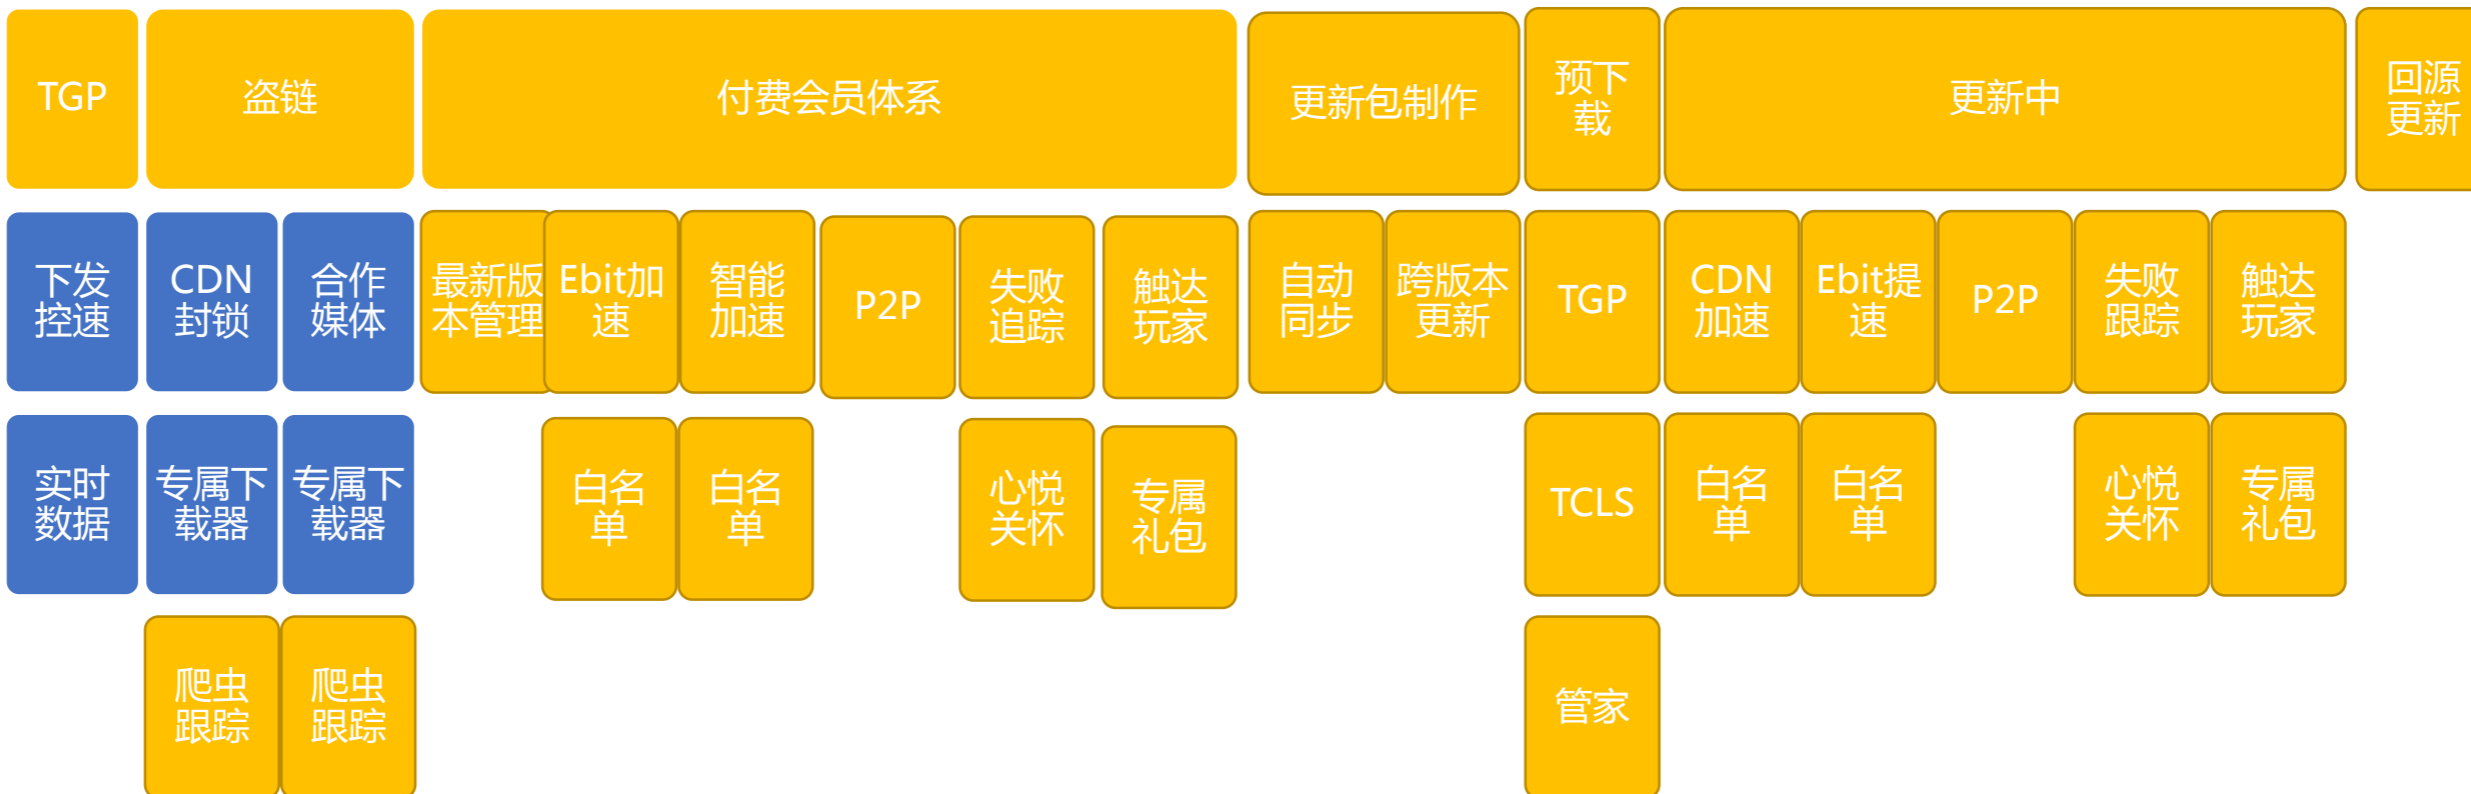 TGP
盗链
付费会员体系
更新包制作
预下
载
更新中
回源
更新
下发
控速
CDN
封锁
合作
媒体
最新版
本管理
Ebit加
速
智能
加速
P2P
失败
追踪
触达
玩家
自动
同步
跨版本
更新
TGP
CDN
加速
Ebit提
速
P2P
失败
跟踪
触达
玩家
实时
数据
专属下
载器
专属下
载器
白名
单
白名
单
心悦
关怀
专属
礼包
TCLS
白名
单
白名
单
心悦
关怀
专属
礼包
爬虫
跟踪
爬虫
跟踪
管家